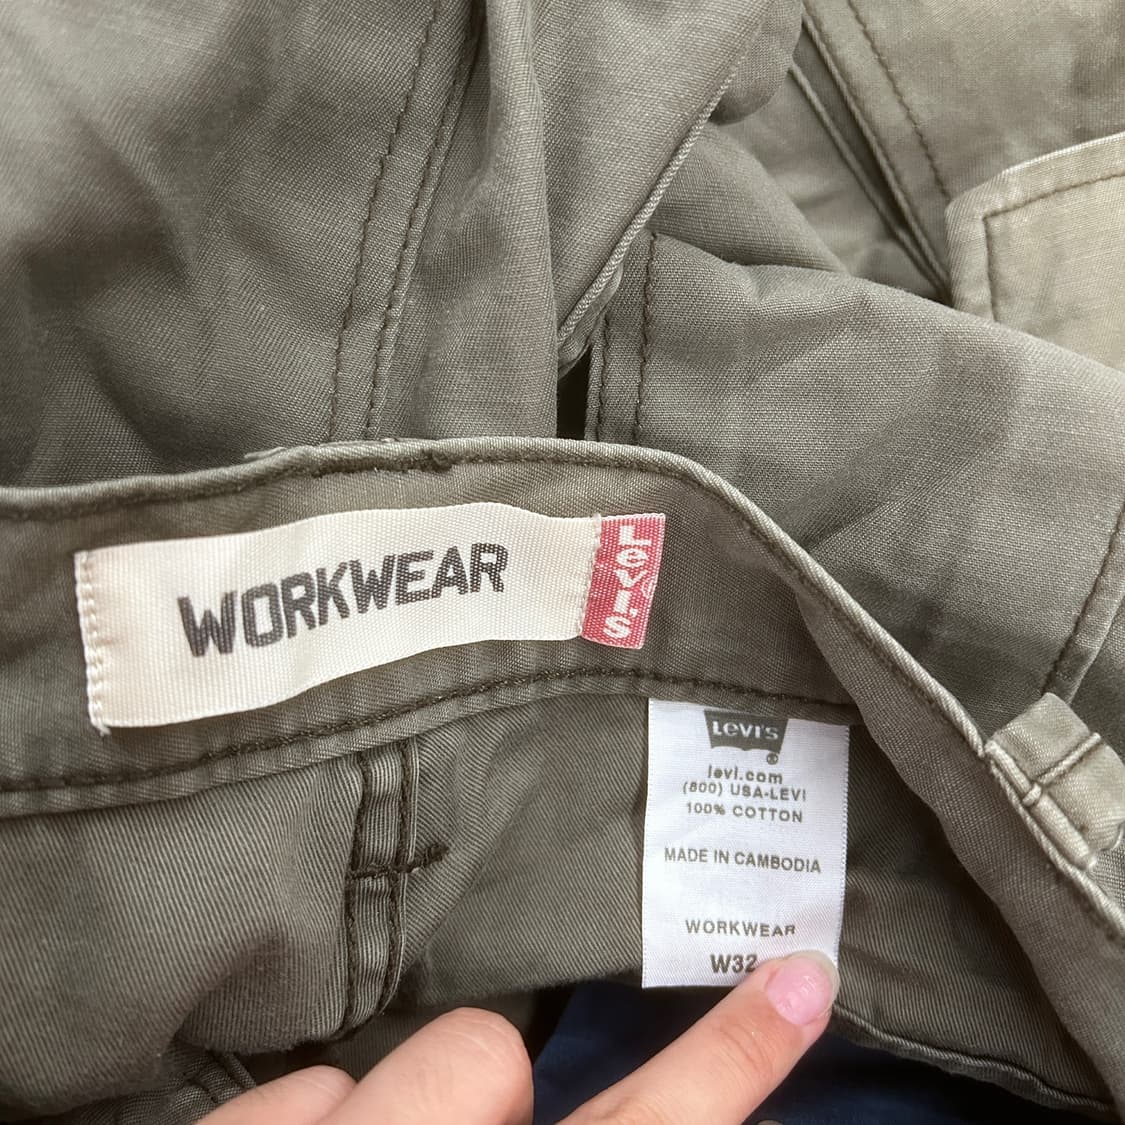 WORKWEAR
Levi's
Levi's
®
levi.com
(800) USA-LEVI
100% COTTON
MADE IN CAMBODIA
WORKWEAR
W32